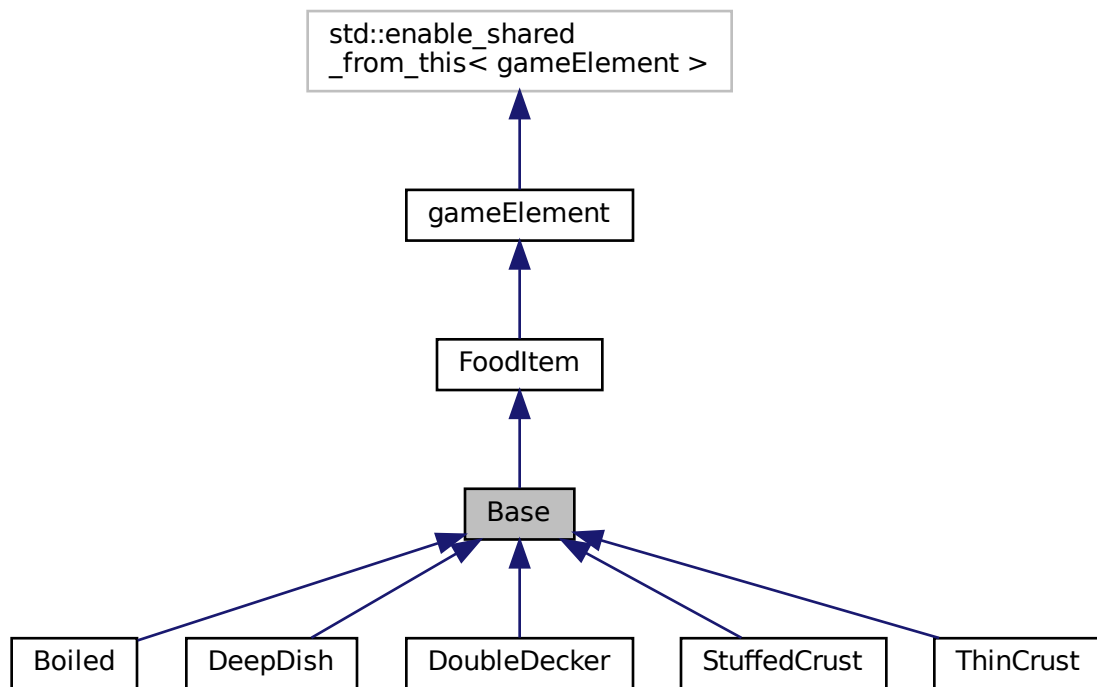 std::enable_shared
_from_this< gameElement >
gameElement
FoodItem
Base
Boiled
DeepDish
DoubleDecker
StuffedCrust
ThinCrust